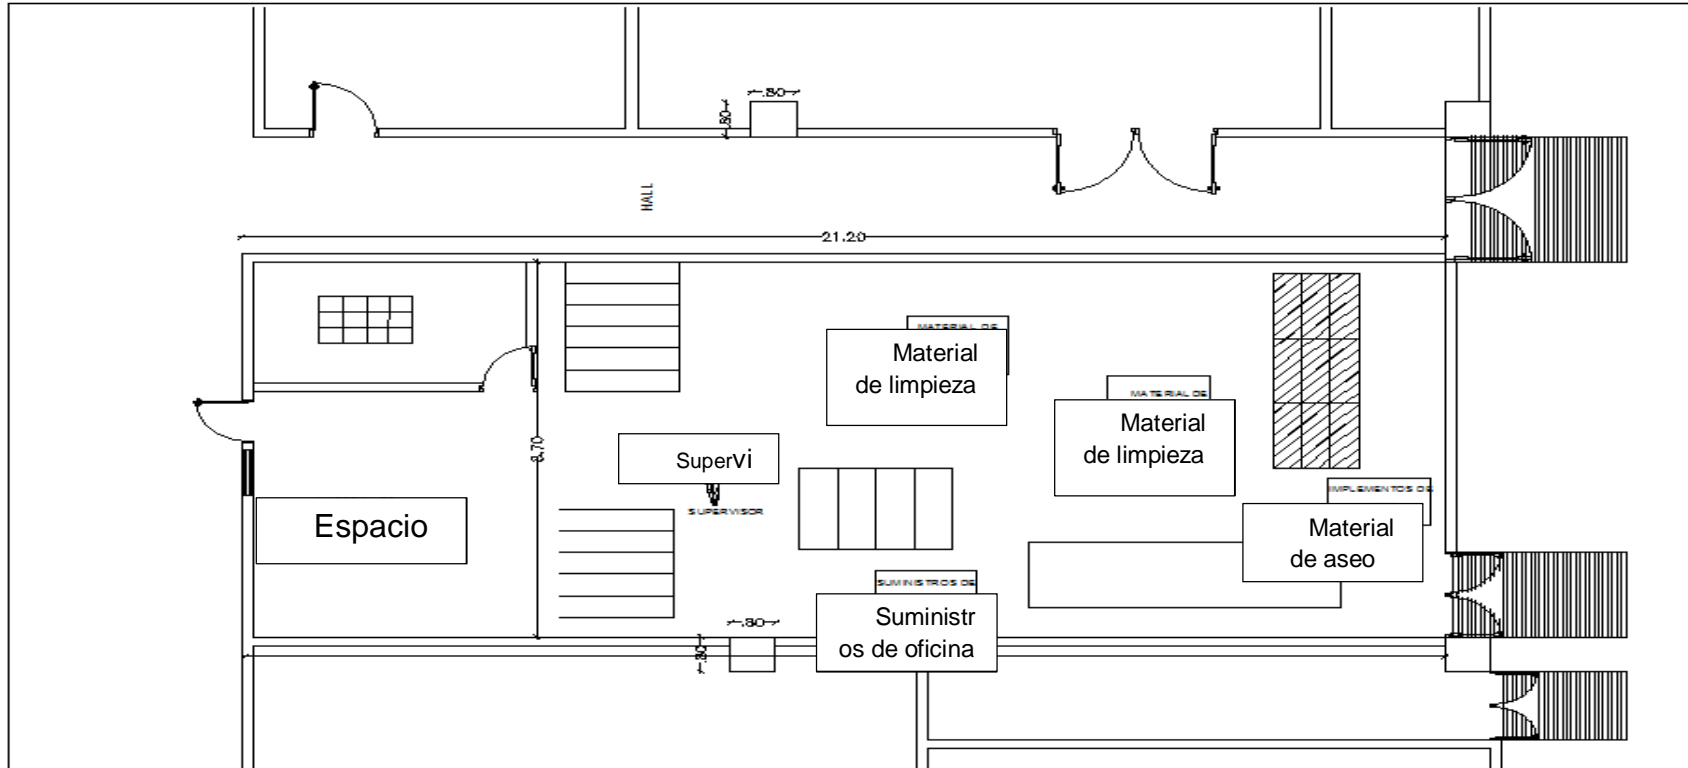 .80
.80
HALL
21.20
MATERIAL DE
Material
de limpieza
MATERIAL DE
Material
de limpieza
8.70
Supervi
SUPERVISOR
Espacio
IMPLEMENTOS DE
Material
de aseo
SUMINISTROS DE
Suministr
os de oficina
.80
.80